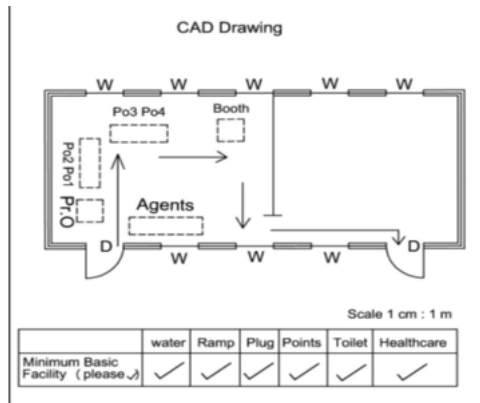 CAD Drawing
W W W W W
Po3 Po4
Booth
Po2 Po1
Pr.O
Agents
D D
W W W
Scale 1 cm : 1 m
water Ramp Plug Points Toilet Healthcare
Minimum Basic
Facility (please ✓) ✓ ✓ ✓ ✓ ✓ ✓